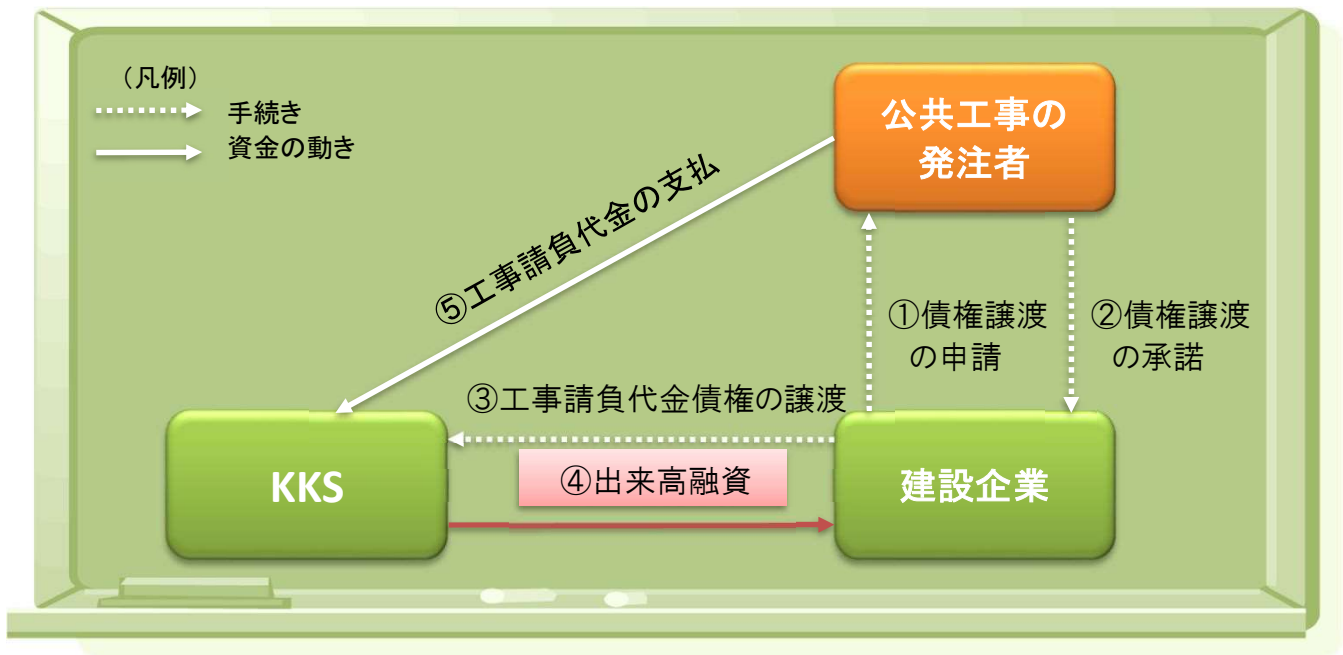 （凡例）
手続き
資金の動き
公共工事の
発注者
⑤工事請負代金の支払
①債権譲渡
の申請
②債権譲渡
の承諾
③工事請負代金債権の譲渡
KKS
④出来高融資
建設企業